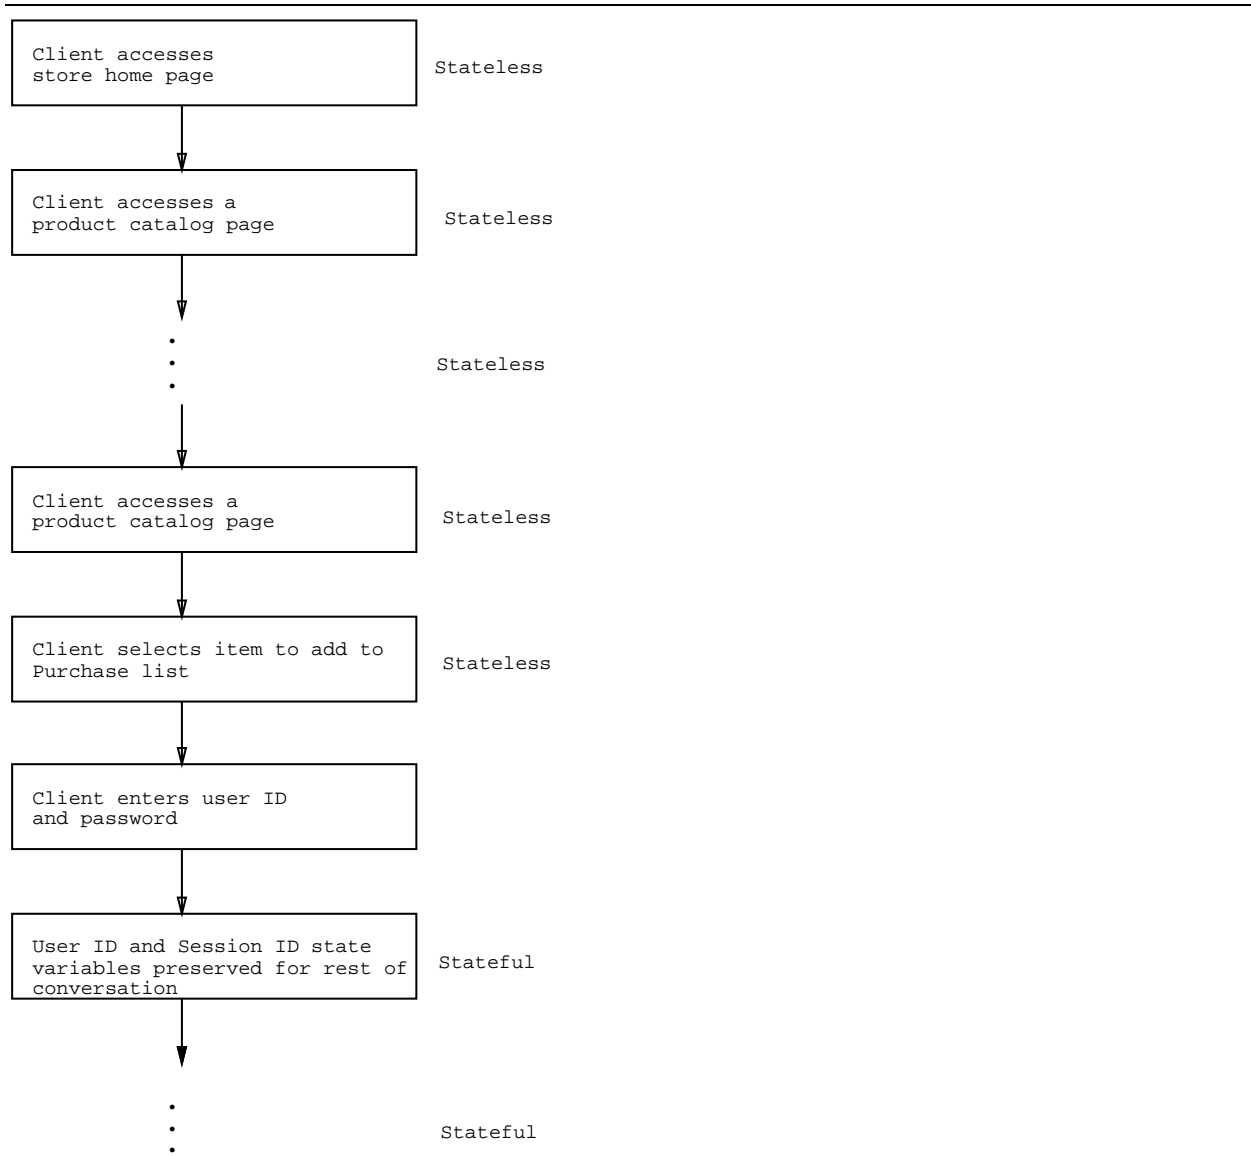 Client accesses
store home page
Stateless
Client accesses a
product catalog page
Stateless
Stateless
Client accesses a
product catalog page
Stateless
Client selects item to add to
Purchase list
Stateless
Client enters user ID
and password
User ID and Session ID state
variables preserved for rest of
conversation
Stateful
Stateful